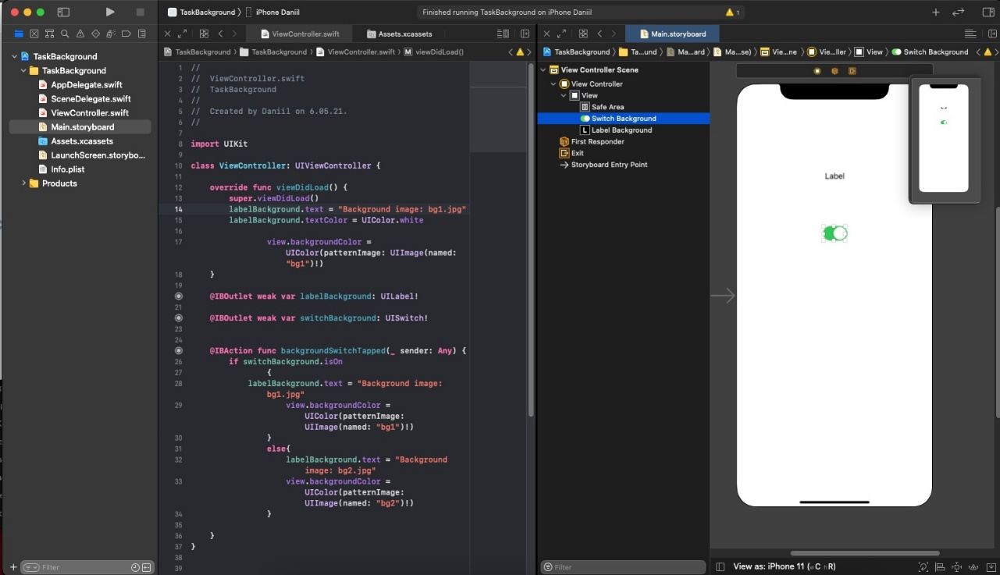 TaskBackground 〉 iPhone Daniil
Finished running TaskBackground on iPhone Daniil
1
ViewController.swift
Assets.xcassets
Main.storyboard
TaskBackground 〉 TaskBackground 〉 ViewController.swift 〉 M viewDidLoad()
TaskBackground 〉 Ta...und 〉 Ma...ard 〉 Ma...se) 〉 Vie...ne 〉 Vie...ller 〉 View 〉 Switch Background
TaskBackground
TaskBackground
AppDelegate.swift
SceneDelegate.swift
ViewController.swift
Main.storyboard
Assets.xcassets
LaunchScreen.storybo...
Info.plist
Products
Filter
1 //
2 //  ViewController.swift
3 //  TaskBackground
4 //
5 //  Created by Daniil on 6.05.21.
6 //
7
8 import UIKit
9
10 class ViewController: UIViewController {
11
12 override func viewDidLoad() {
13 super.viewDidLoad()
14 labelBackground.text = "Background image: bg1.jpg"
15 labelBackground.textColor = UIColor.white
16
17 view.backgroundColor =
UIColor(patternImage: UIImage(named:
"bg1")!)
18 }
19
@IBOutlet weak var labelBackground: UILabel!
21
@IBOutlet weak var switchBackground: UISwitch!
23
24
@IBAction func backgroundSwitchTapped(_ sender: Any) {
26 if switchBackground.isOn
27 {
28 labelBackground.text = "Background image:
bg1.jpg"
29 view.backgroundColor =
UIColor(patternImage:
UIImage(named: "bg1")!)
30 }
31 else{
32 labelBackground.text = "Background
image: bg2.jpg"
33 view.backgroundColor =
UIColor(patternImage:
UIImage(named: "bg2")!)
34 }
35
36 }
37 }
38
39
View Controller Scene
View Controller
View
Safe Area
Switch Background
L Label Background
First Responder
Exit
Storyboard Entry Point
Filter
Label
View as: iPhone 11 (wC hR)